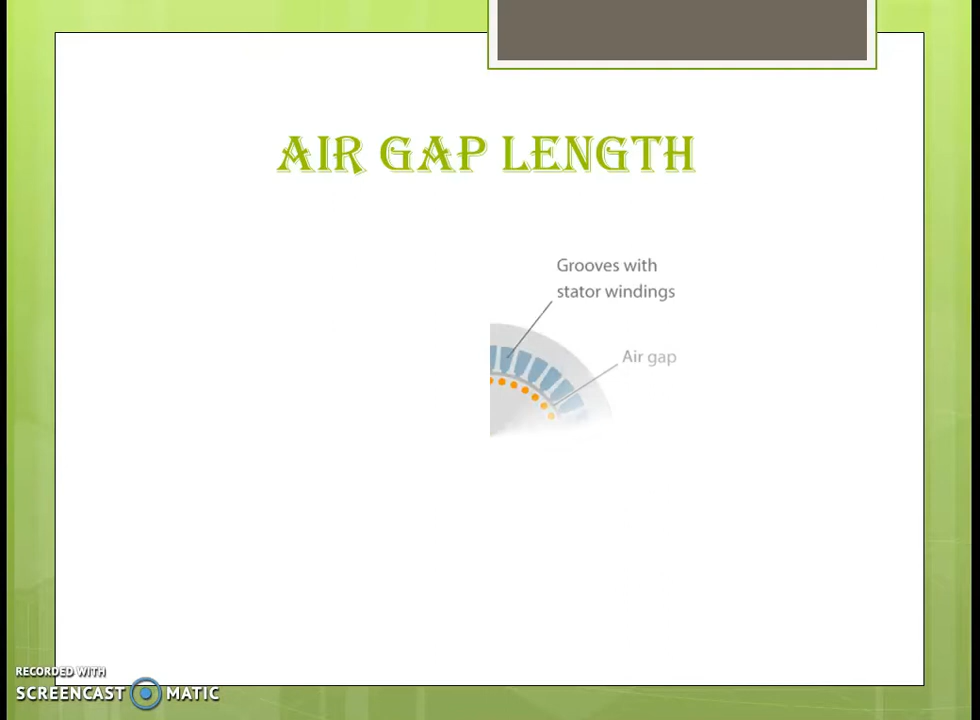 AIR GAP LENGTH
Grooves with
stator windings
Air gap
RECORDED WITH
SCREENCAST MATIC